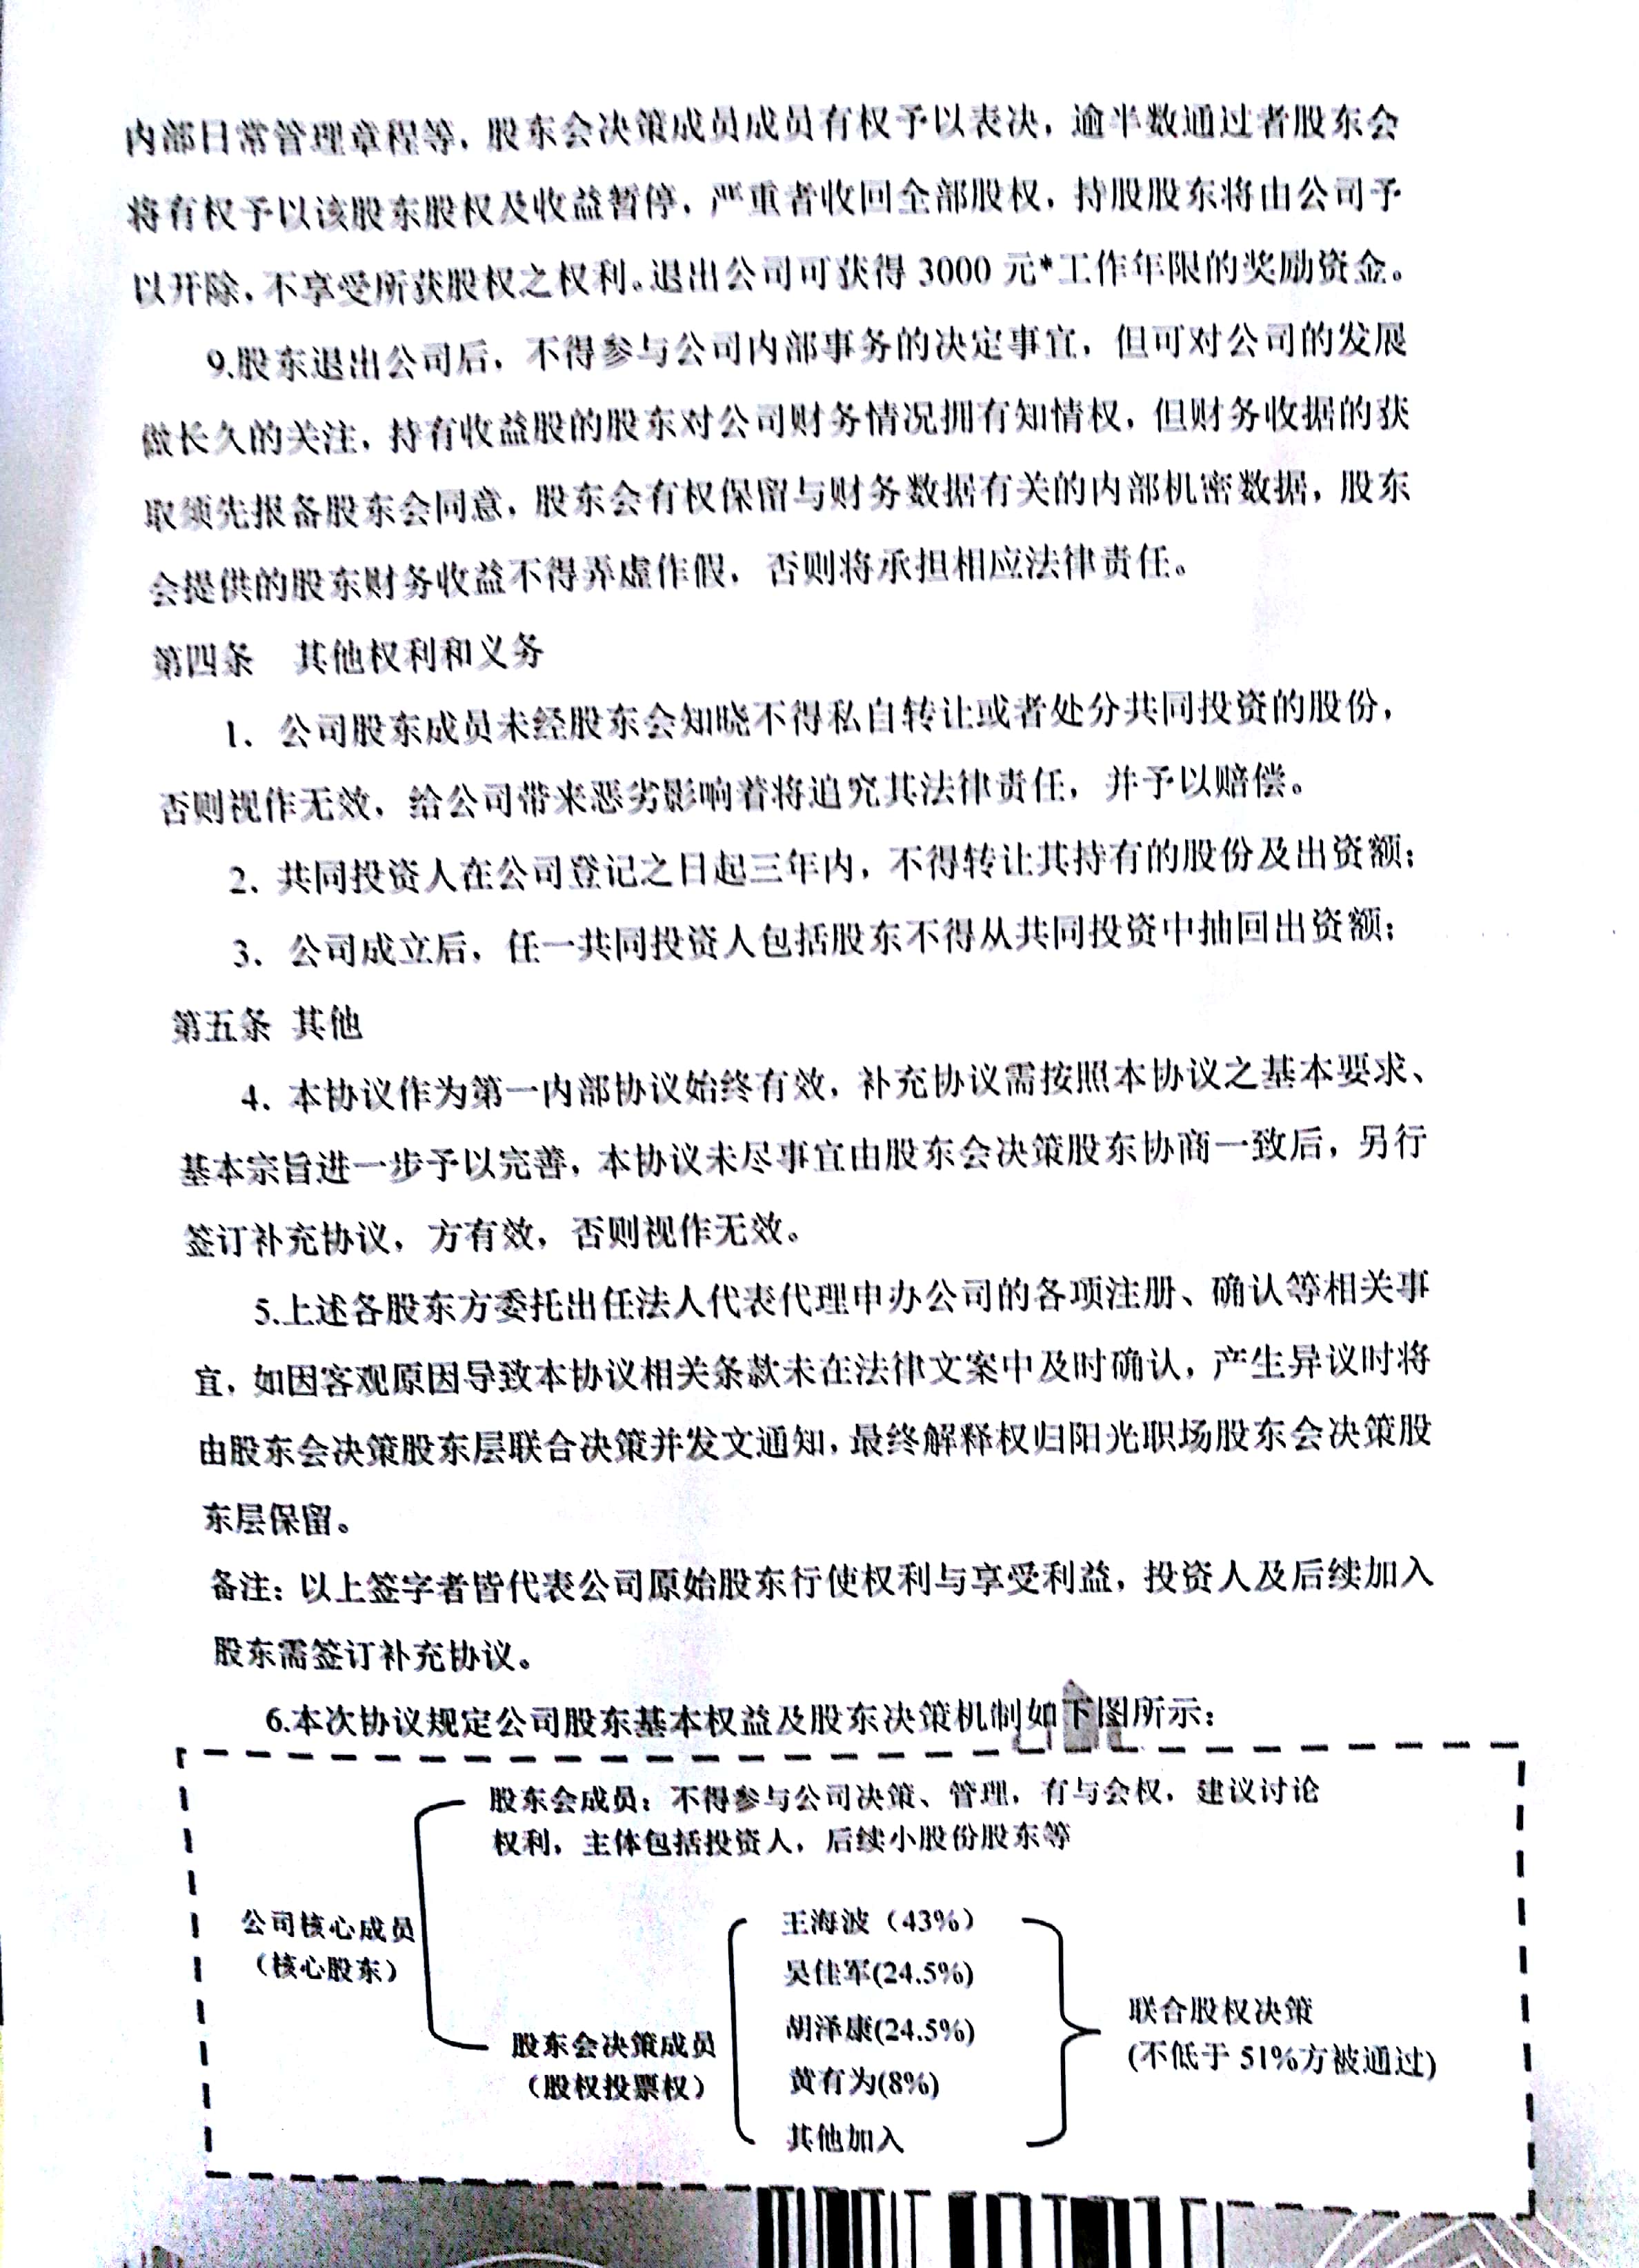 内部日常管理章程等，股东会决策成员成员有权予以表决，逾半数通过者股东会
将有权予以该股东股权及收益暂停，严重者收回全部股权，持股股东将由公司予
以开除，不享受所获股权之权利。退出公司可获得 3000 元*工作年限的奖励资金。
9.股东退出公司后，不得参与公司内部事务的决定事宜，但可对公司的发展
做长久的关注，持有收益股的股东对公司财务情况拥有知情权，但财务收据的获
取须先报备股东会同意，股东会有权保留与财务数据有关的内部机密数据，股东
会提供的股东财务收益不得弄虚作假，否则将承担相应法律责任。
第四条 其他权利和义务
1. 公司股东成员未经股东会知晓不得私自转让或者处分共同投资的股份，
否则视作无效，给公司带来恶劣影响着将追究其法律责任，并予以赔偿。
2. 共同投资人在公司登记之日起三年内，不得转让其持有的股份及出资额；
3. 公司成立后，任一共同投资人包括股东不得从共同投资中抽回出资额；
第五条 其他
4. 本协议作为第一内部协议始终有效，补充协议需按照本协议之基本要求、
基本宗旨进一步予以完善，本协议未尽事宜由股东会决策股东协商一致后，另行
签订补充协议，方有效，否则视作无效。
5.上述各股东方委托出任法人代表代理申办公司的各项注册、确认等相关事
宜，如因客观原因导致本协议相关条款未在法律文案中及时确认，产生异议时将
由股东会决策股东层联合决策并发文通知，最终解释权归阳光职场股东会决策股
东层保留。
备注：以上签字者皆代表公司原始股东行使权利与享受利益，投资人及后续加入
股东需签订补充协议。
6.本次协议规定公司股东基本权益及股东决策机制如下图所示：
股东会成员：不得参与公司决策、管理，有与会权，建议讨论
权利，主体包括投资人，后续小股份股东等
公司核心成员
（核心股东）
股东会决策成员
（股权投票权）
王海波（43%）
吴佳军(24.5%)
胡泽康(24.5%)
黄有为(8%)
其他加入
联合股权决策
(不低于 51%方被通过)